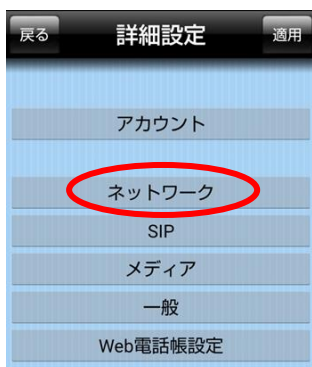 戻る 詳細設定 適用
アカウント
ネットワーク
SIP
メディア
一般
Web電話帳設定